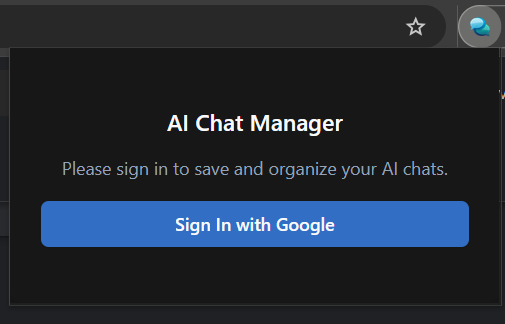 AI Chat Manager
Please sign in to save and organize your AI chats.
Sign In with Google